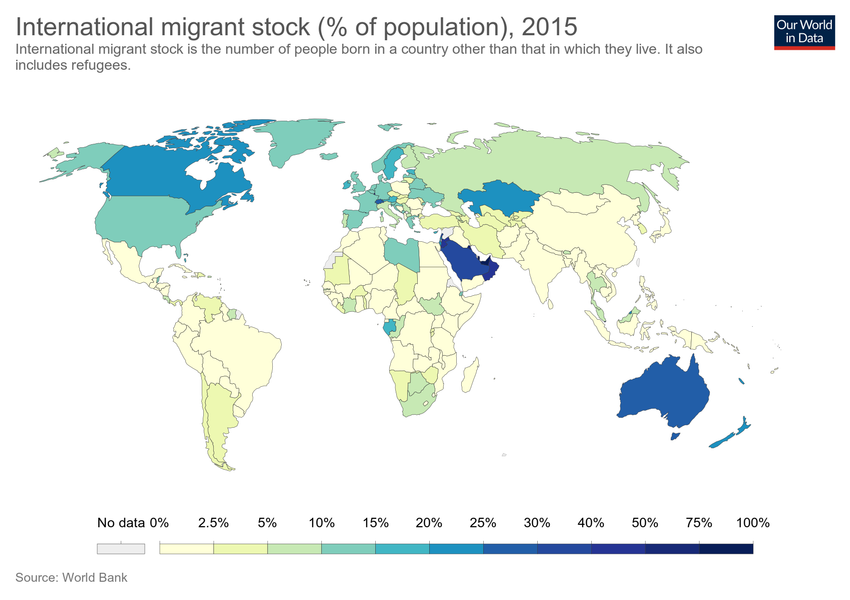 International migrant stock (% of population), 2015
Our World
in Data
International migrant stock is the number of people born in a country other than that in which they live. It also
includes refugees.
No data 0% 2.5% 5% 10% 15% 20% 25% 30% 40% 50% 75% 100%
Source: World Bank